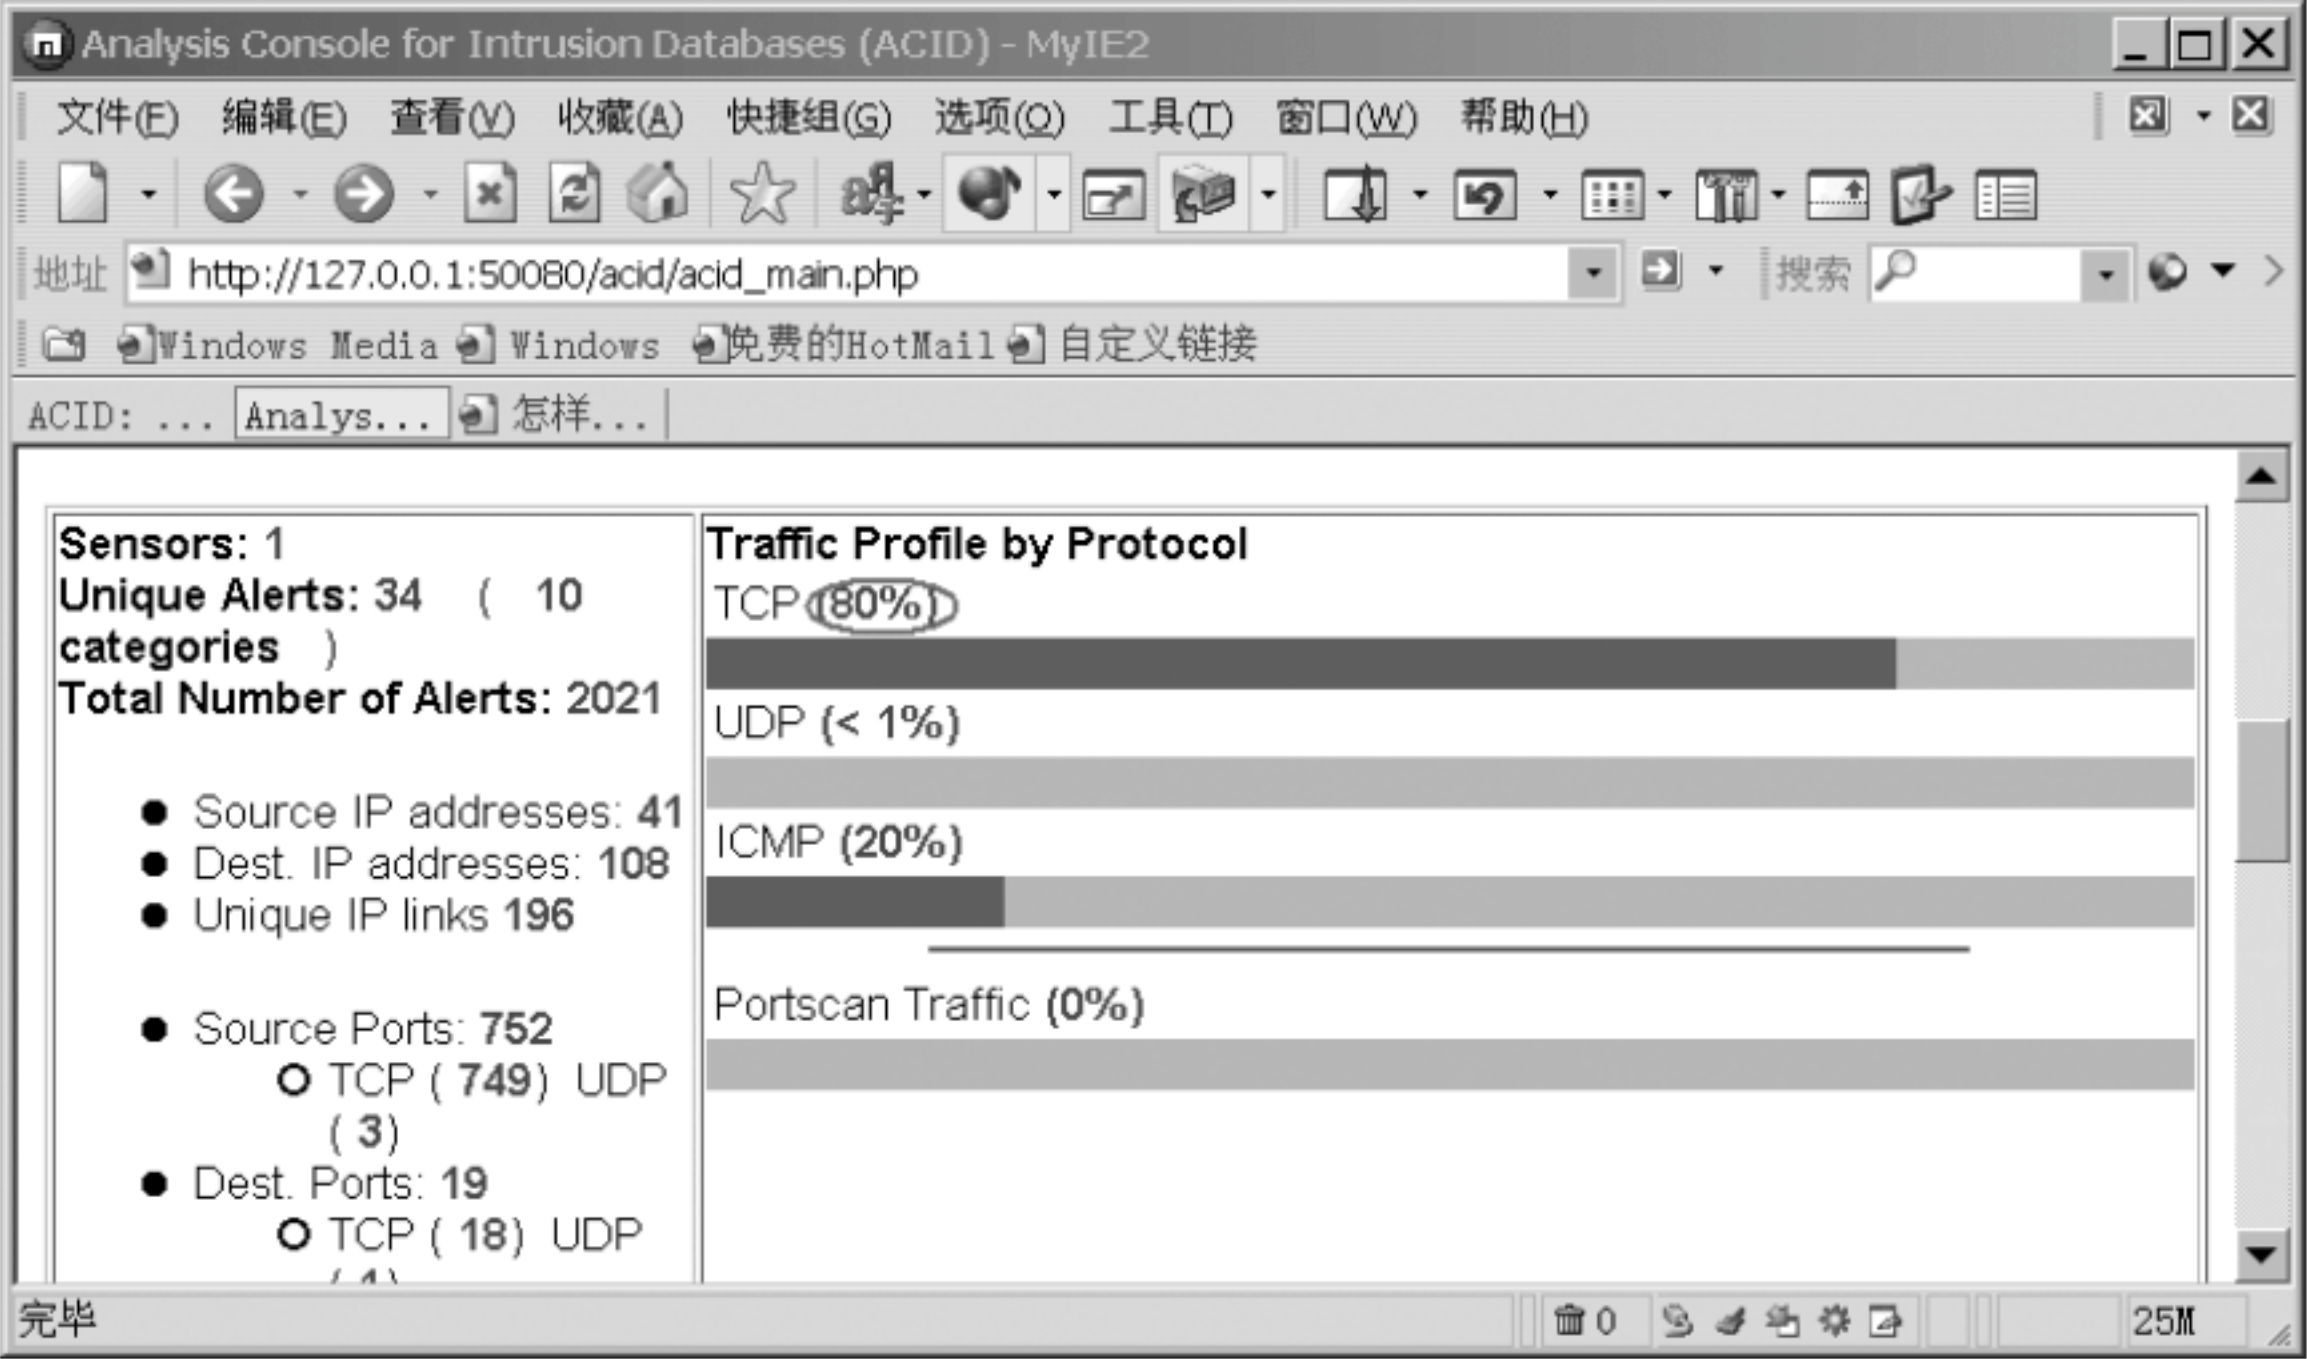 Analysis Console for Intrusion Databases (ACID) - MyIE2
文件(F) 编辑(E) 查看(V) 收藏(A) 快捷组(G) 选项(O) 工具(T) 窗口(W) 帮助(H)
地址 http://127.0.0.1:50080/acid/acid_main.php 搜索
Windows Media Windows 免费的HotMail 自定义链接
ACID: ... Analys... 怎样...
Sensors: 1
Unique Alerts: 34 ( 10
categories )
Total Number of Alerts: 2021
Source IP addresses: 41
Dest. IP addresses: 108
Unique IP links 196
Source Ports: 752
TCP ( 749) UDP
( 3)
Dest. Ports: 19
TCP ( 18) UDP
( 1)
Traffic Profile by Protocol
TCP (80%)
UDP (< 1%)
ICMP (20%)
Portscan Traffic (0%)
完毕 0 25M